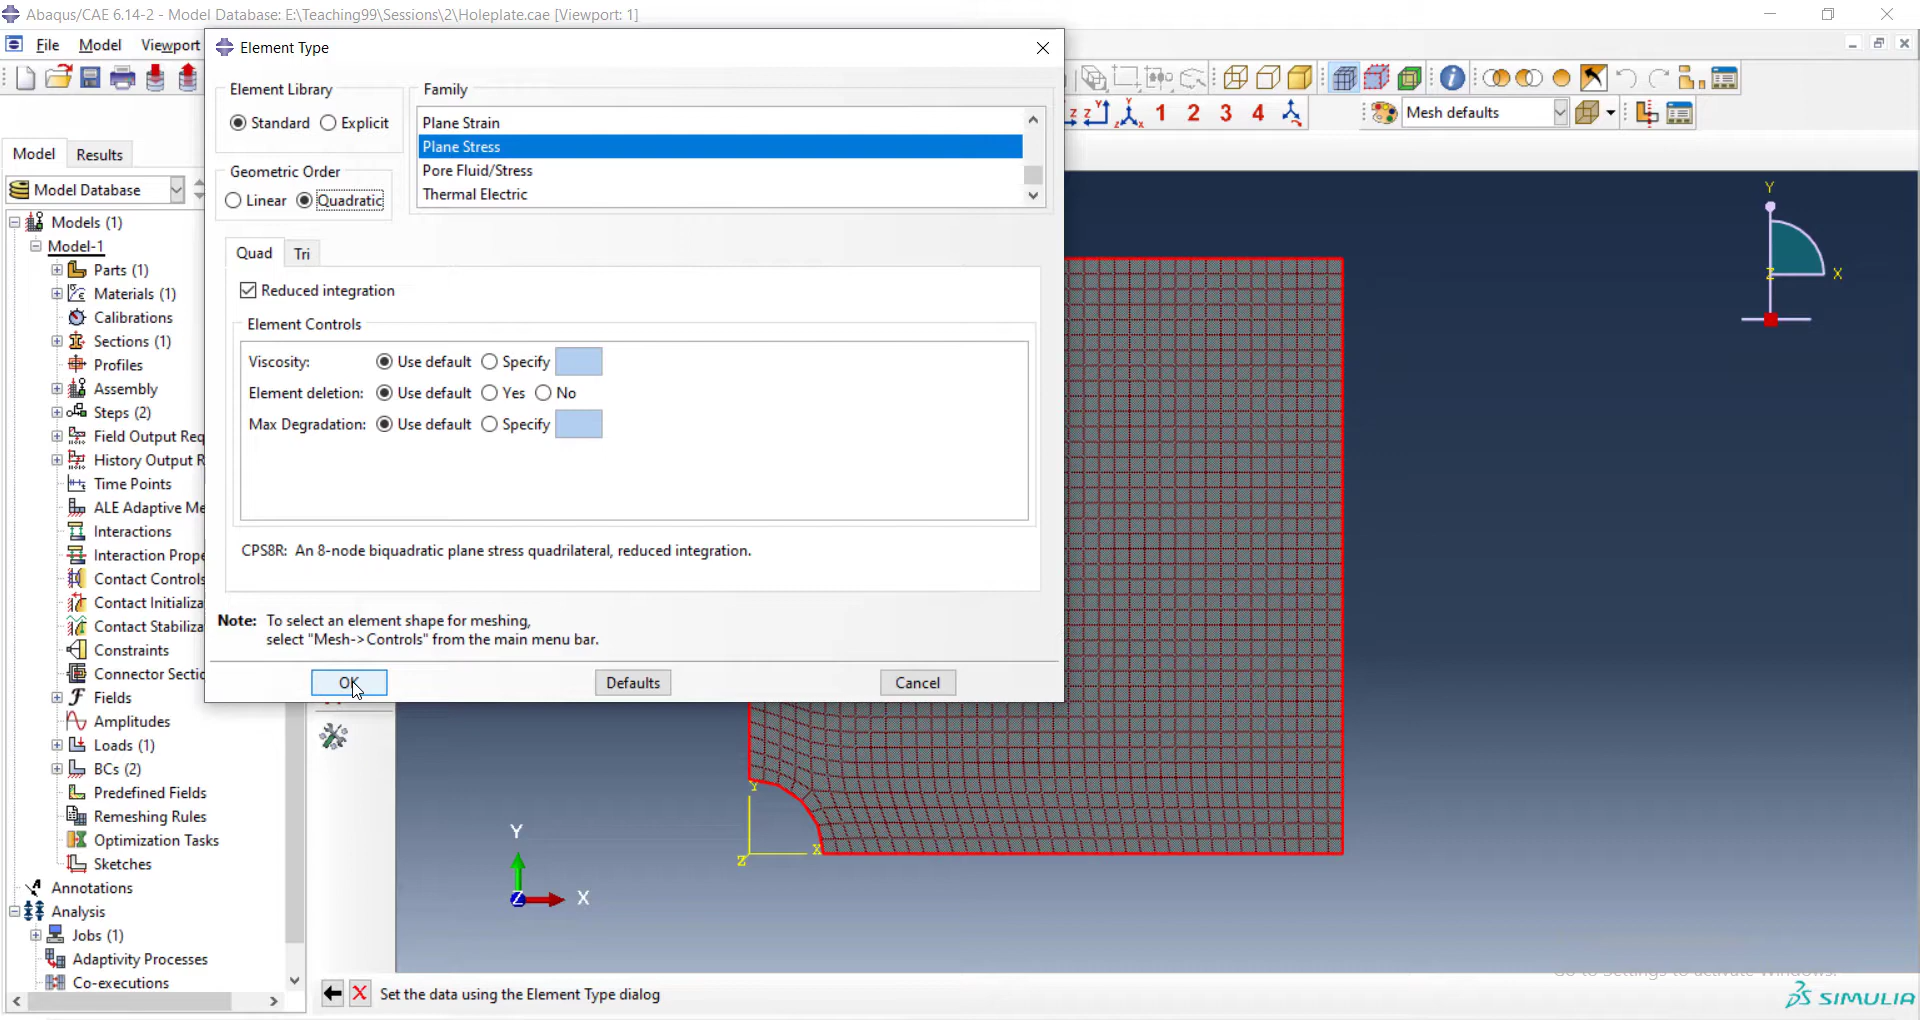 Abaqus/CAE 6.14-2 - Model Database: E:\Teaching99\Sessions\2\Holeplate.cae [Viewport: 1]
File Model Viewport
Element Type
Element Library
Standard Explicit
Geometric Order
Linear Quadratic
Family
Plane Strain
Plane Stress
Pore Fluid/Stress
Thermal Electric
Quad Tri
Reduced integration
Element Controls
Viscosity: Use default Specify
Element deletion: Use default Yes No
Max Degradation: Use default Specify
CPS8R: An 8-node biquadratic plane stress quadrilateral, reduced integration.
Note: To select an element shape for meshing,
select "Mesh->Controls" from the main menu bar.
OK Defaults Cancel
1 2 3 4
Mesh defaults
Model Results
Model Database
Models (1)
Model-1
Parts (1)
Materials (1)
Calibrations
Sections (1)
Profiles
Assembly
Steps (2)
Field Output Req
History Output R
Time Points
ALE Adaptive Me
Interactions
Interaction Prope
Contact Controls
Contact Initializa
Contact Stabiliza
Constraints
Connector Sectio
Fields
Amplitudes
Loads (1)
BCs (2)
Predefined Fields
Remeshing Rules
Optimization Tasks
Sketches
Annotations
Analysis
Jobs (1)
Adaptivity Processes
Co-executions
Y
X
Z
Y
X
Z
Y
X
Z
Go to Settings to activate Windows.
Set the data using the Element Type dialog
SIMULIA